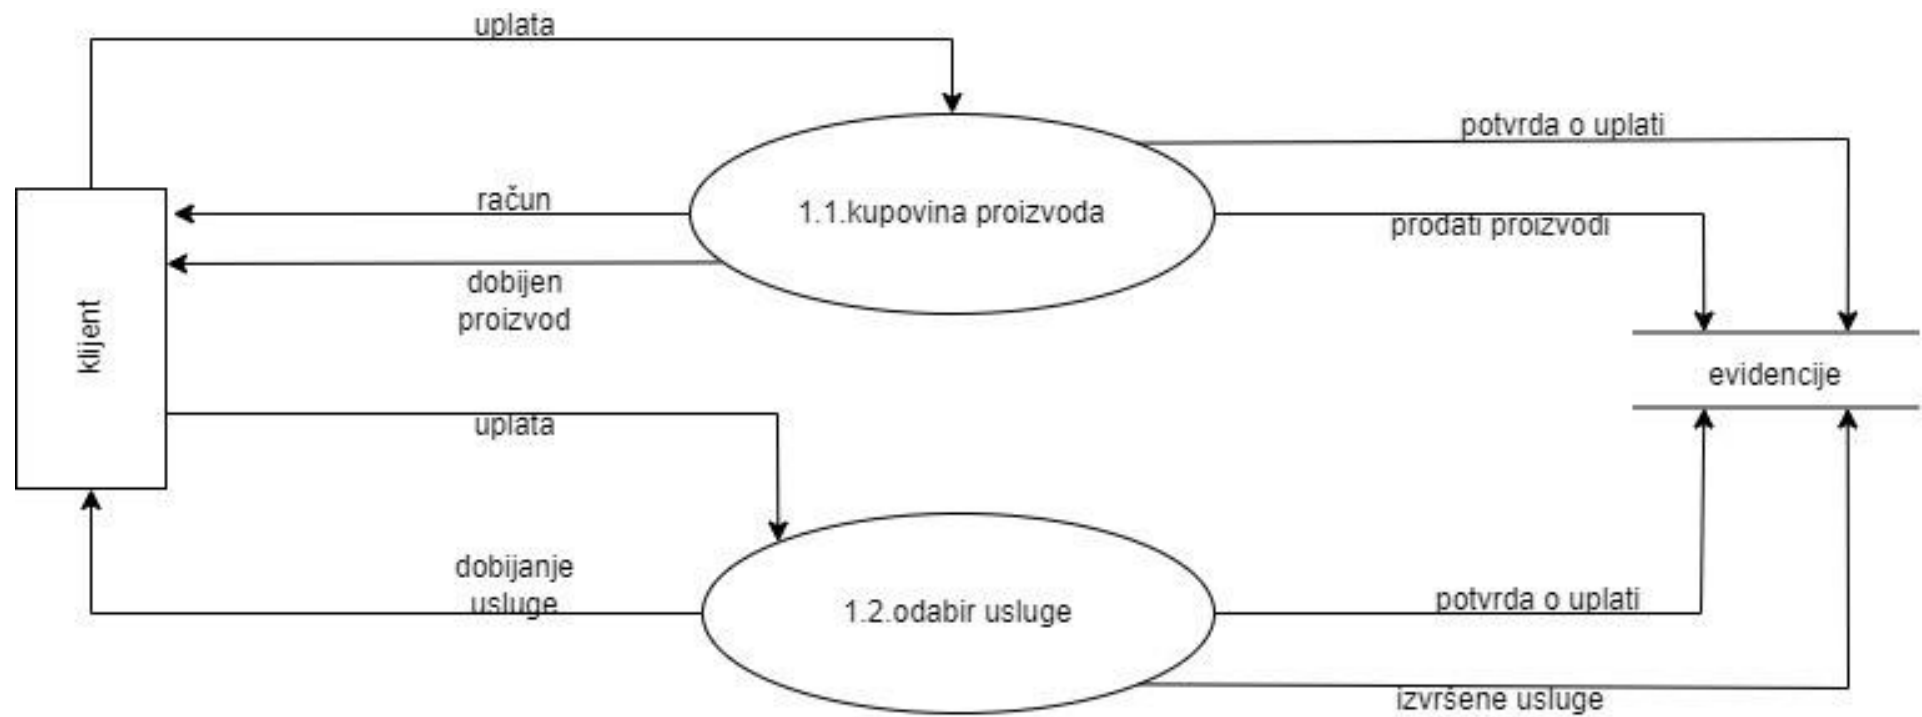 uplata
potvrda o uplati
račun
1.1.kupovina proizvoda
prodati proizvodi
dobijen
proizvod
klijent
evidencije
uplata
dobijanje
usluge
1.2.odabir usluge
potvrda o uplati
izvršene usluge